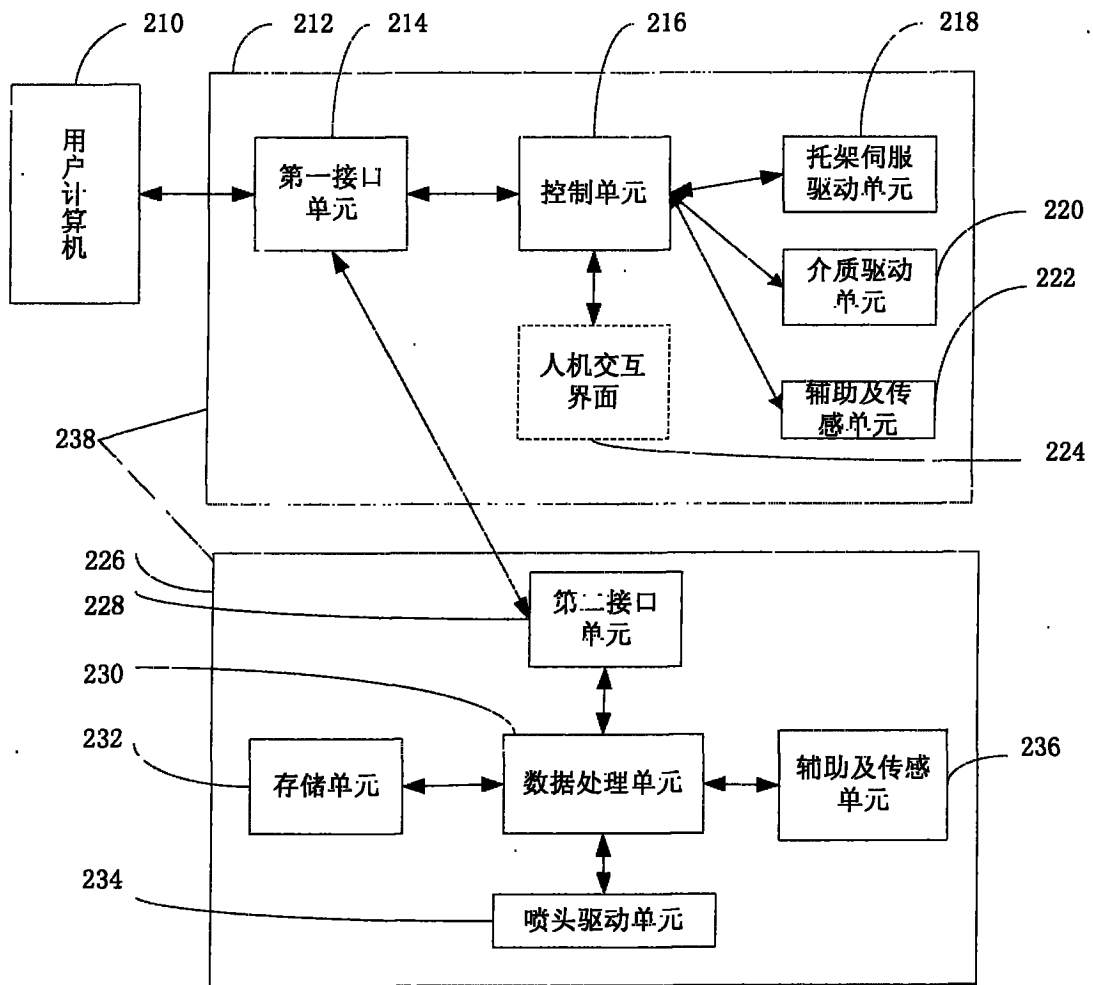 210
212
214
216
218
用户计算机
第一接口
单元
控制单元
托架伺服
驱动单元
220
介质驱动
单元
222
人机交互
界面
辅助及传
感单元
238
224
226
228
第二接口
单元
230
232
存储单元
数据处理单元
辅助及传感
单元
236
234
喷头驱动单元